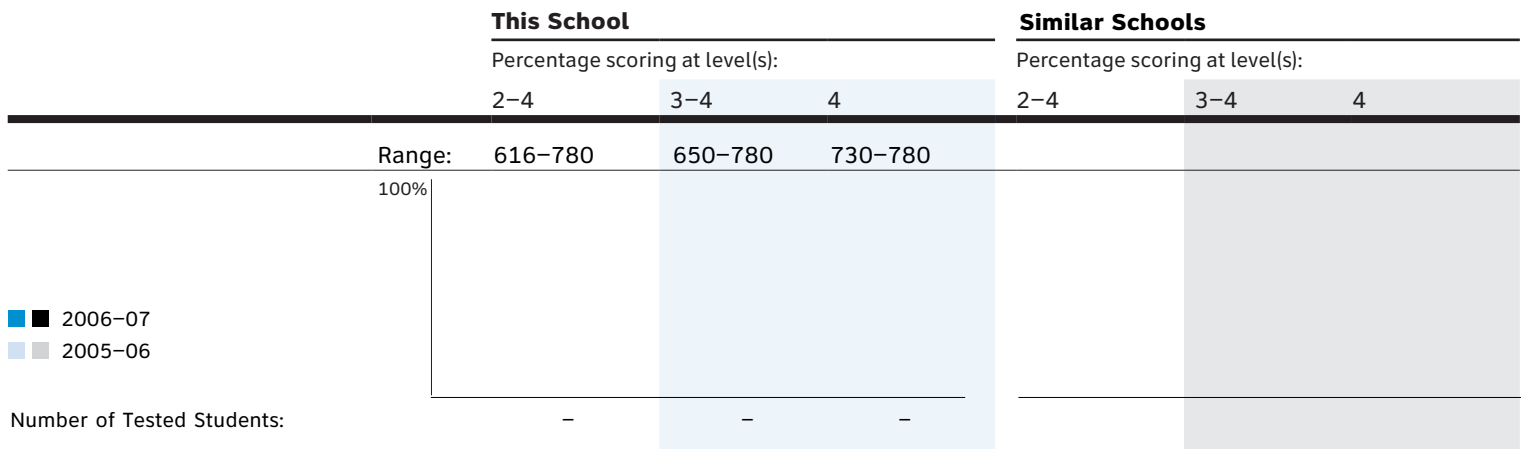 This School Similar Schools
Percentage scoring at level(s): Percentage scoring at level(s):
2–4 3–4 4 2–4 3–4 4
Range: 616–780 650–780 730–780
100%
2006–07
2005–06
Number of Tested Students: – – –